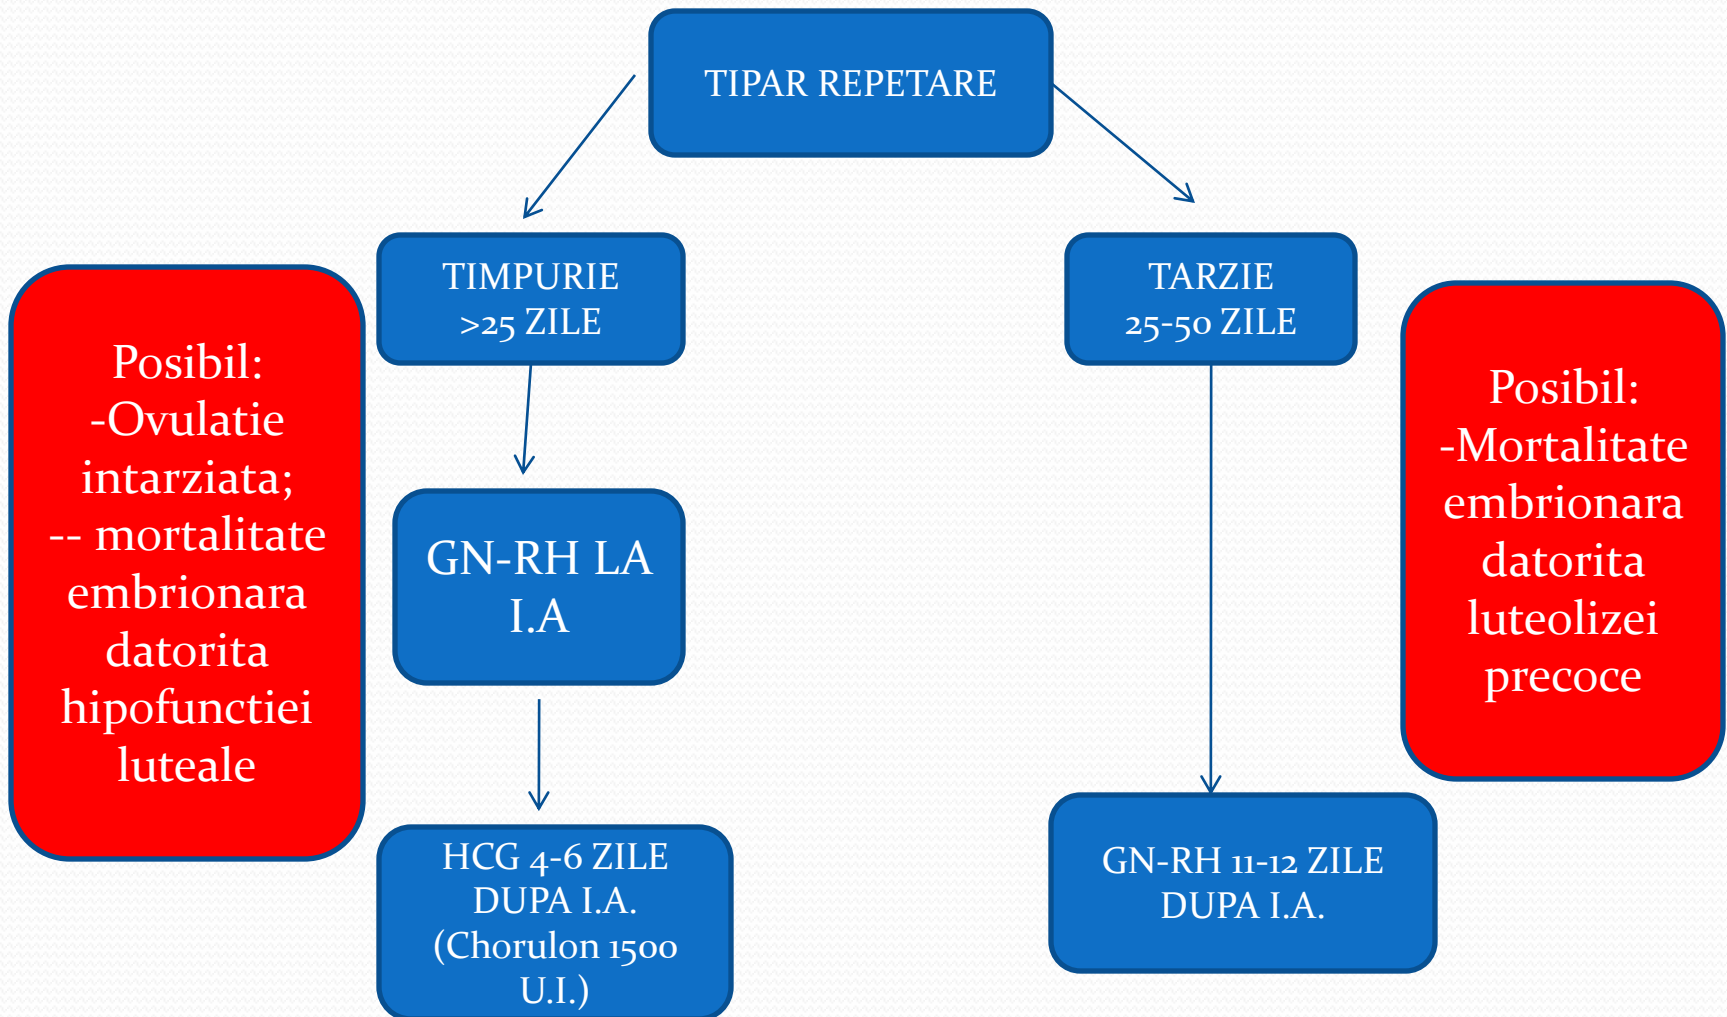 TIPAR REPETARE
TIMPURIE
>25 ZILE
TARZIE
25-50 ZILE
Posibil:
-Ovulatie
intarziata;
-- mortalitate
embrionara
datorita
hipofunctiei
luteale
GN-RH LA
I.A
Posibil:
-Mortalitate
embrionara
datorita
luteolizei
precoce
HCG 4-6 ZILE
DUPA I.A.
(Chorulon 1500
U.I.)
GN-RH 11-12 ZILE
DUPA I.A.